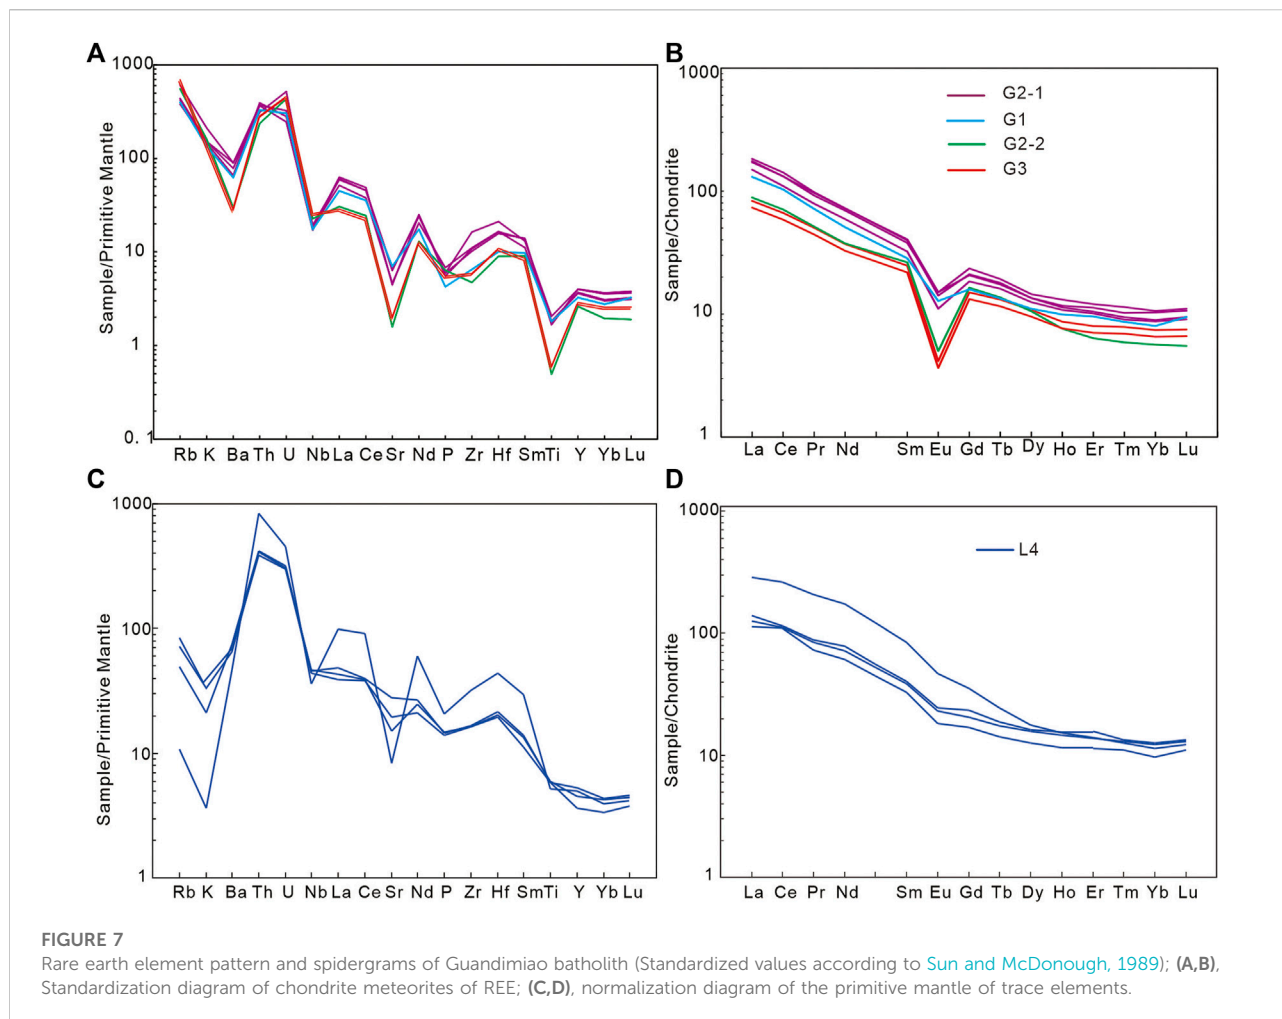 A
1000
100
10
1
0. 1
Sample/Primitive Mantle
Rb K Ba Th U Nb La Ce Sr Nd P Zr Hf Sm Ti Y Yb Lu
B
1000
100
10
1
Sample/Chondrite
G2-1
G1
G2-2
G3
La Ce Pr Nd Sm Eu Gd Tb Dy Ho Er Tm Yb Lu
C
1000
100
10
1
Sample/Primitive Mantle
Rb K Ba Th U Nb La Ce Sr Nd P Zr Hf Sm Ti Y Yb Lu
D
1000
100
10
1
Sample/Chondrite
L4
La Ce Pr Nd Sm Eu Gd Tb Dy Ho Er Tm Yb Lu
FIGURE 7
Rare earth element pattern and spidergrams of Guandimiao batholith (Standardized values according to Sun and McDonough, 1989); (A,B),
Standardization diagram of chondrite meteorites of REE; (C,D), normalization diagram of the primitive mantle of trace elements.